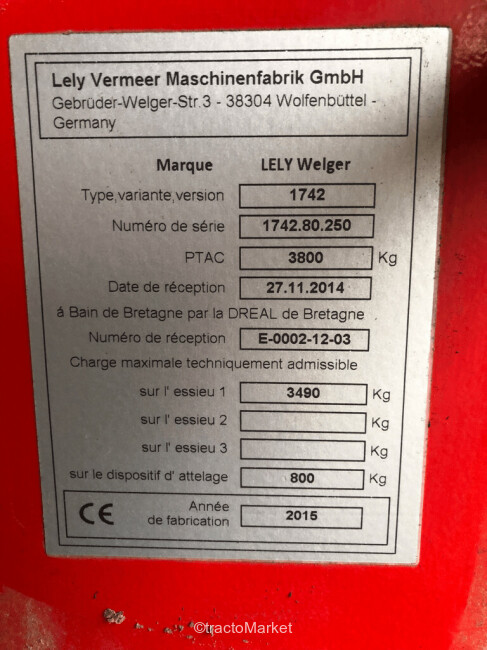 Lely Vermeer Maschinenfabrik GmbH
Gebrüder-Welger-Str.3 - 38304 Wolfenbüttel -
Germany
Marque LELY Welger
Type,variante,version 1742
Numéro de série 1742.80.250
PTAC 3800 Kg
Date de réception 27.11.2014
á Bain de Bretagne par la DREAL de Bretagne
Numéro de réception E-0002-12-03
Charge maximale techniquement admissible
sur l' essieu 1 3490 Kg
sur l' essieu 2 Kg
sur l' essieu 3 Kg
sur le dispositif d' attelage 800 Kg
CE Année
de fabrication 2015
©tractoMarket